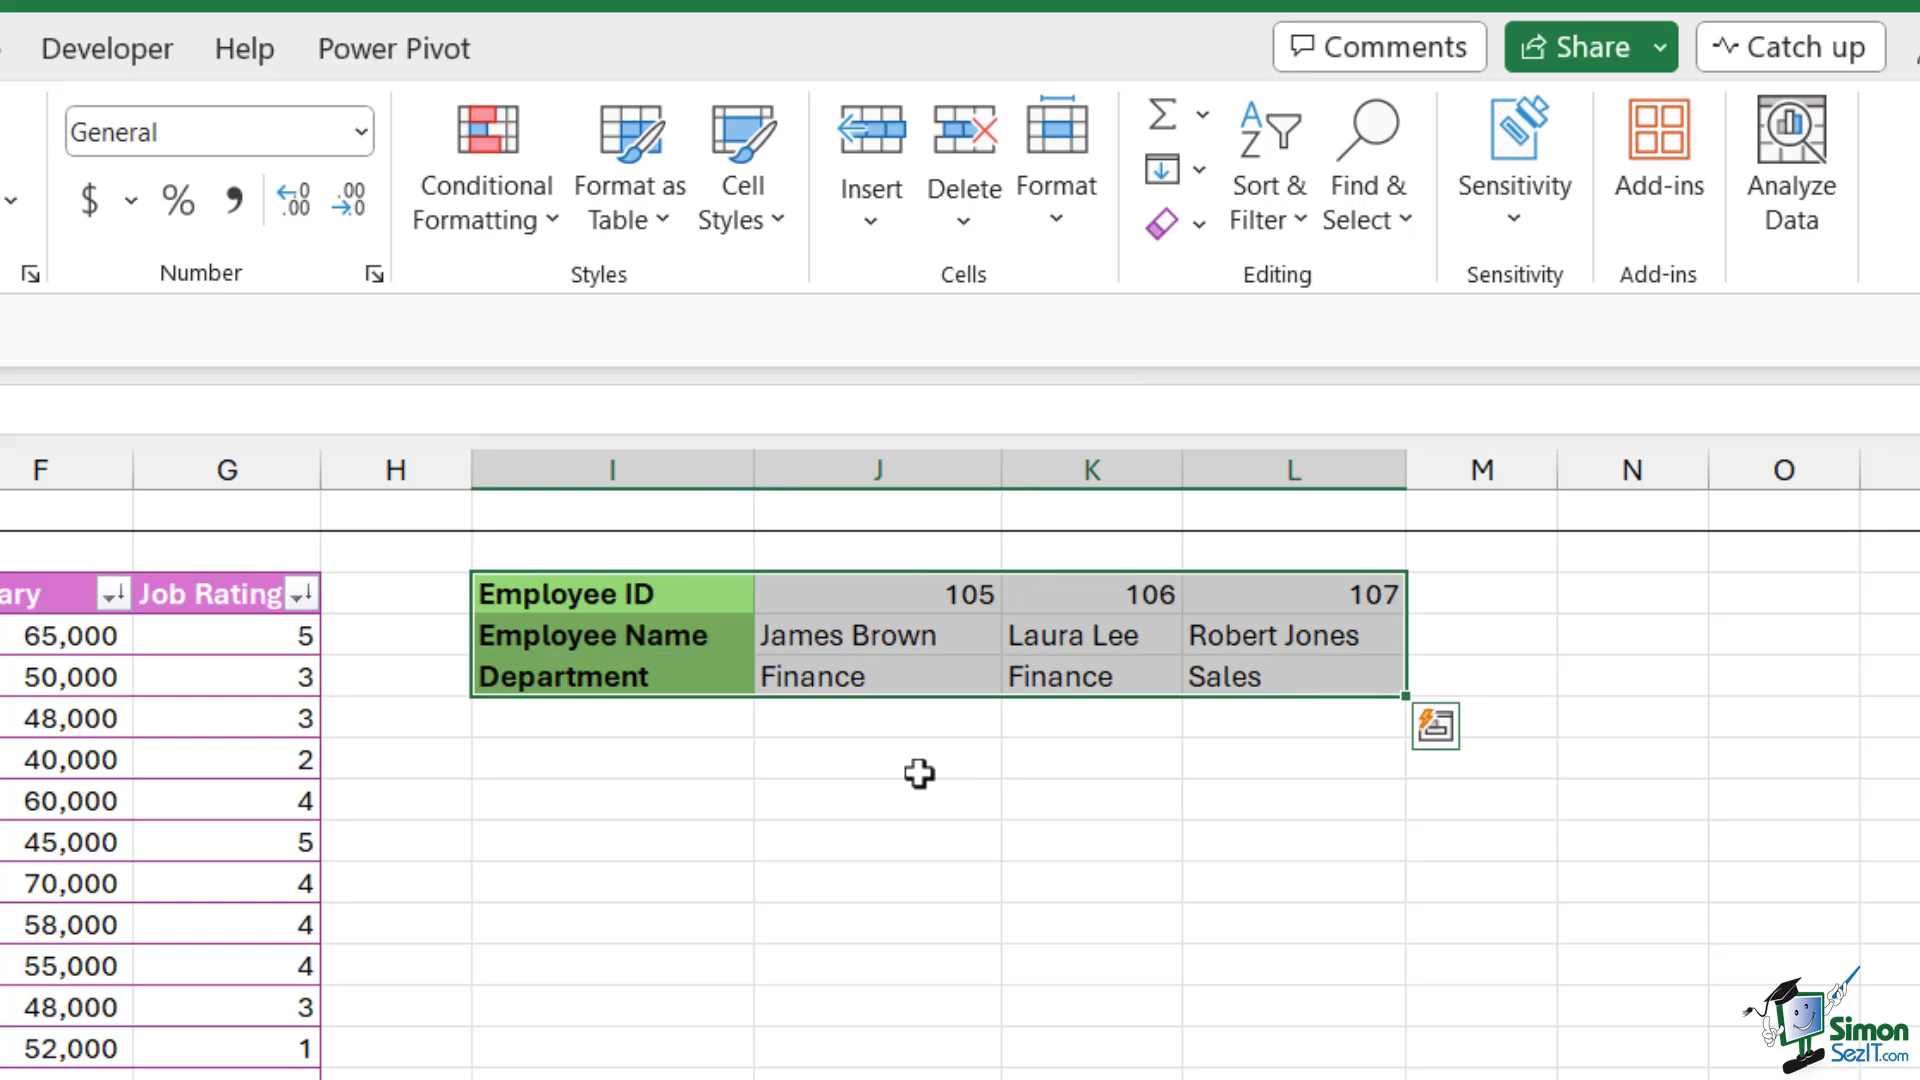 Developer Help Power Pivot Comments Share Catch up
General
$ % , ←0 .00 .00 →.0
Conditional Formatting
Format as Table
Cell Styles
Insert
Delete
Format
Σ
A Z
Sort & Filter
Find & Select
Sensitivity
Add-ins
Analyze Data
Number Styles Cells Editing Sensitivity Add-ins
F G H I J K L M N O
ary Job Rating Employee ID 105 106 107
65,000 5 Employee Name James Brown Laura Lee Robert Jones
50,000 3 Department Finance Finance Sales
48,000 3
40,000 2
60,000 4
45,000 5
70,000 4
58,000 4
55,000 4
48,000 3
52,000 1
Simon
SezIT.com